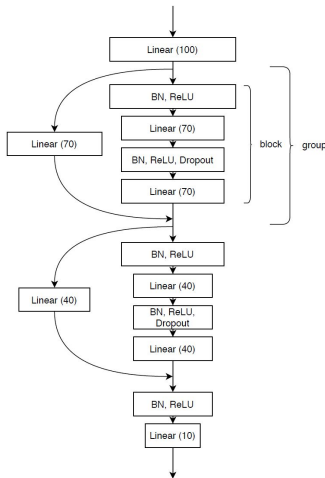 Linear (100)
BN, ReLU
Linear (70)
block
group
Linear (70)
BN, ReLU, Dropout
Linear (70)
BN, ReLU
Linear (40)
Linear (40)
BN, ReLU,
Dropout
Linear (40)
BN, ReLU
Linear (10)